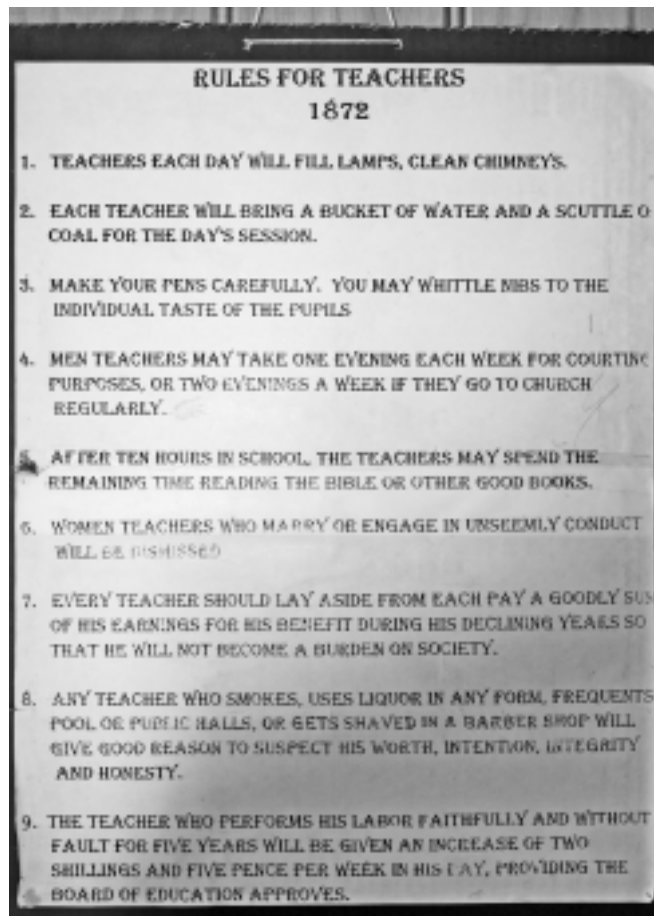 RULES FOR TEACHERS
1872
1. TEACHERS EACH DAY WILL FILL LAMPS, CLEAN CHIMNEYS.
2. EACH TEACHER WILL BRING A BUCKET OF WATER AND A SCUTTLE O
COAL FOR THE DAY'S SESSION.
3. MAKE YOUR PENS CAREFULLY. YOU MAY WHITTLE NIBS TO THE
INDIVIDUAL TASTE OF THE PUPILS
4. MEN TEACHERS MAY TAKE ONE EVENING EACH WEEK FOR COURTING
PURPOSES, OR TWO EVENINGS A WEEK IF THEY GO TO CHURCH
REGULARLY.
5. AFTER TEN HOURS IN SCHOOL, THE TEACHERS MAY SPEND THE
REMAINING TIME READING THE BIBLE OR OTHER GOOD BOOKS.
6. WOMEN TEACHERS WHO MARRY OR ENGAGE IN UNSEEMLY CONDUCT
WILL BE DISMISSED
7. EVERY TEACHER SHOULD LAY ASIDE FROM EACH PAY A GOODLY SUM
OF HIS EARNINGS FOR HIS BENEFIT DURING HIS DECLINING YEARS SO
THAT HE WILL NOT BECOME A BURDEN ON SOCIETY.
8. ANY TEACHER WHO SMOKES, USES LIQUOR IN ANY FORM, FREQUENTS
POOL OR PUBLIC HALLS, OR GETS SHAVED IN A BARBER SHOP WILL
GIVE GOOD REASON TO SUSPECT HIS WORTH, INTENTION, INTEGRITY
AND HONESTY.
9. THE TEACHER WHO PERFORMS HIS LABOR FAITHFULLY AND WITHOUT
FAULT FOR FIVE YEARS WILL BE GIVEN AN INCREASE OF TWO
SHILLINGS AND FIVE PENCE PER WEEK IN HIS PAY, PROVIDING THE
BOARD OF EDUCATION APPROVES.